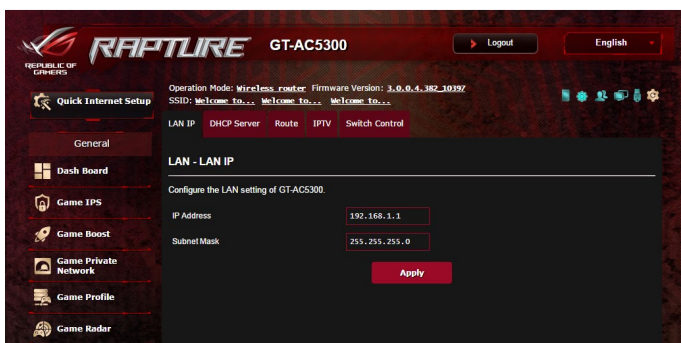 REPUBLIC OF
GAMERS
RAPTURE
GT-AC5300
Logout
English
Quick Internet Setup
Operation Mode: Wireless router Firmware Version: 3.0.0.4.382_10397
SSID: Welcome to... Welcome to... Welcome to...
LAN IP DHCP Server Route IPTV Switch Control
General
Dash Board
Game IPS
Game Boost
Game Private
Network
Game Profile
Game Radar
LAN - LAN IP
Configure the LAN setting of GT-AC5300.
IP Address 192.168.1.1
Subnet Mask 255.255.255.0
Apply